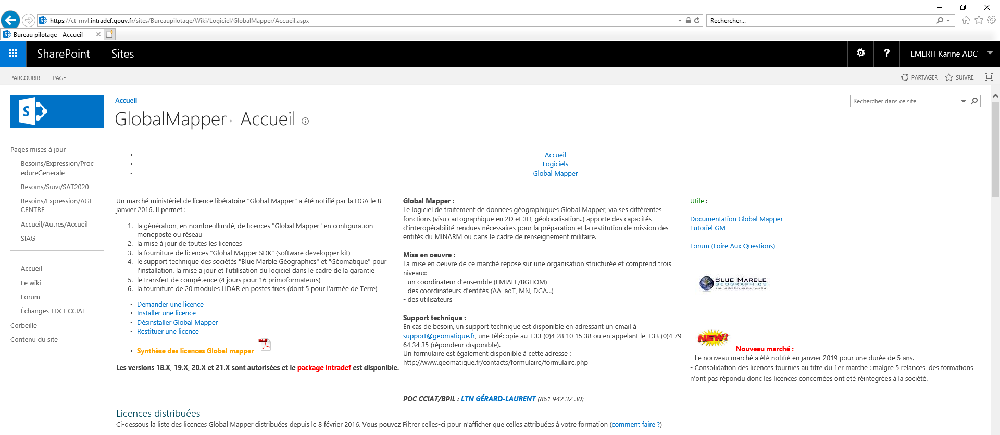 https://ct-mvl.intradef.gouv.fr/sites/Bureaupilotage/Wiki/Logiciel/GlobalMapper/Accueil.aspx
Rechercher...
Bureau pilotage - Accueil
SharePoint
Sites
EMERIT Karine ADC
PARCOURIR
PAGE
PARTAGER
SUIVRE
Accueil
Rechercher dans ce site
GlobalMapper
Accueil
Pages mises à jour
Besoins/Expression/Proc
edureGenerale
Besoins/Suivi/SAT2020
Besoins/Expression/AGI
CENTRE
Accueil/Autres/Accueil
SIAG
Accueil
Le wiki
Forum
Échanges TDCI-CCIAT
Corbeille
Contenu du site
• Accueil
• Logiciels
• Global Mapper
Un marché ministériel de licence libératoire "Global Mapper" a été notifié par la DGA le 8
janvier 2016. Il permet :
1. la génération, en nombre illimité, de licences "Global Mapper" en configuration
monoposte ou réseau
2. la mise à jour de toutes les licences
3. la fourniture de licences "Global Mapper SDK" (software developper kit)
4. le support technique des sociétés "Blue Marble Géographics" et "Géomatique" pour
l'installation, la mise à jour et l'utilisation du logiciel dans le cadre de la garantie
5. le transfert de compétence (4 jours pour 16 primoformateurs)
6. la fourniture de 20 modules LIDAR en postes fixes (dont 5 pour l'armée de Terre)
• Demander une licence
• Installer une licence
• Désinstaller Global Mapper
• Restituer une licence
• Synthèse des licences Global mapper
PDF
Les versions 18.X, 19.X, 20.X et 21.X sont autorisées et le package intradef est disponible.
Global Mapper :
Le logiciel de traitement de données géographiques Global Mapper, via ses différentes
fonctions (visu cartographique en 2D et 3D, géolocalisation..) apporte des capacités
d'interopérabilité rendues nécessaires pour la préparation et la restitution de mission des
entités du MINARM ou dans le cadre de renseignement militaire.
Mise en oeuvre :
La mise en oeuvre de ce marché repose sur une organisation structurée et comprend trois
niveaux:
- un coordinateur d'ensemble (EMIAFE/BGHOM)
- des coordinateurs d'entités (AA, adT, MN, DGA...)
- des utilisateurs
Support technique :
En cas de besoin, un support technique est disponible en adressant un email à
support@geomatique.fr, une télécopie au +33 (0)4 28 10 15 38 ou en appelant le +33 (0)4 79
64 34 35 (répondeur disponible).
Un formulaire est également disponible à cette adresse :
http://www.geomatique.fr/contacts/formulaire/formulaire.php
POC CCIAT/BPIL : LTN GÉRARD-LAURENT (861 942 32 30)
Utile :
Documentation Global Mapper
Tutoriel GM
Forum (Foire Aux Questions)
BLUE MARBLE
GEOGRAPHICS
MIND THE GAP BETWEEN WORLD AND MAP
NEW!
Nouveau marché :
- Le nouveau marché a été notifié en janvier 2019 pour une durée de 5 ans.
- Consolidation des licences fournies au titre du 1er marché : malgré 5 relances, des formations
n'ont pas répondu donc les licences concernées ont été réintégrées à la société.
Licences distribuées
Ci-dessous la liste des licences Global Mapper distribuées depuis le 8 février 2016. Vous pouvez Filtrer celles-ci pour n'afficher que celles attribuées à votre formation (comment faire ?)